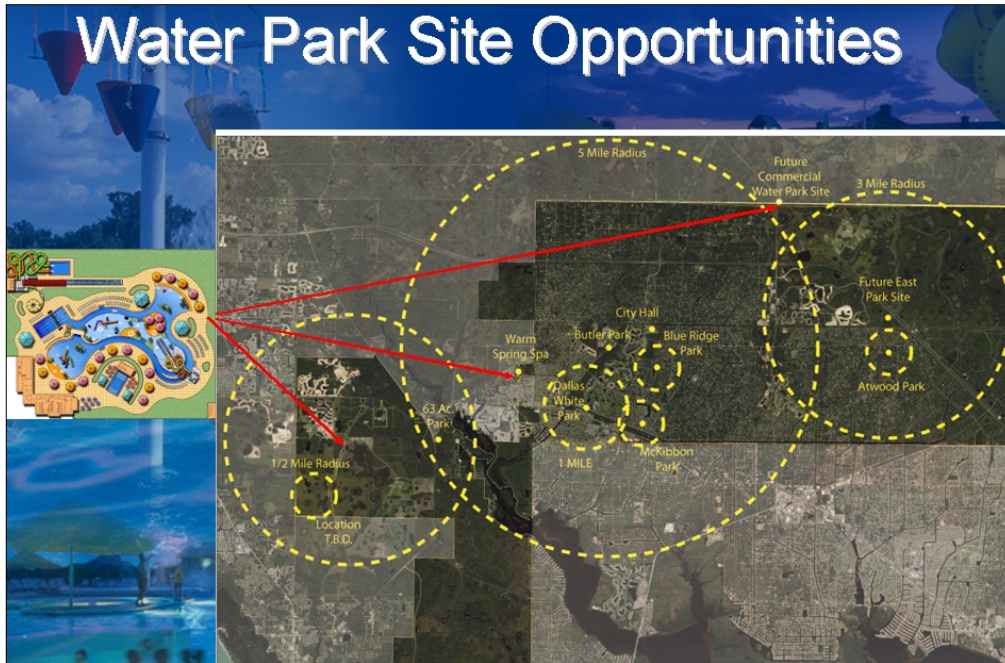 Water Park Site Opportunities
5 Mile Radius
Future
Commercial
Water Park Site
3 Mile Radius
Future East
Park Site
City Hall
Butler Park
Blue Ridge
Park
Warm
Spring Spa
Atwood Park
Dallas
White
Park
63 Ac.
Park
1/2 Mile Radius
1 MILE
McKibbon
Park
Location
T.B.D.